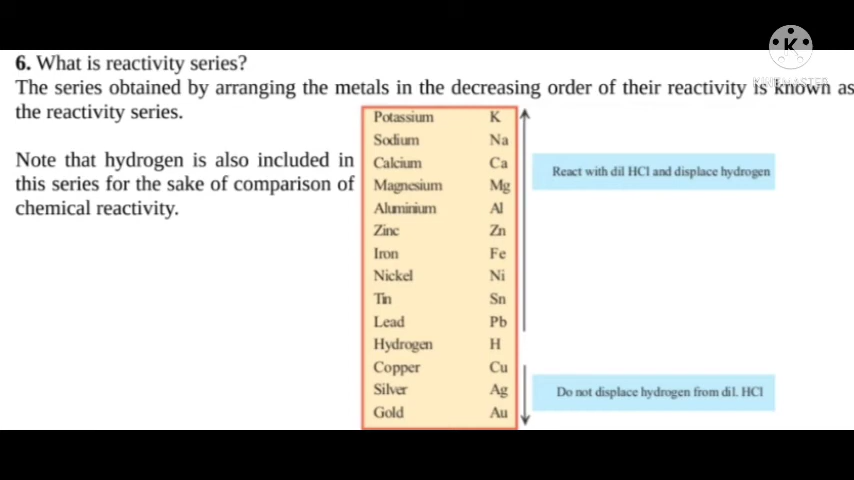 6. What is reactivity series?
The series obtained by arranging the metals in the decreasing order of their reactivity is known as
the reactivity series.
Note that hydrogen is also included in
this series for the sake of comparison of
chemical reactivity.
Potassium K
Sodium Na
Calcium Ca
Magnesium Mg
Aluminium Al
Zinc Zn
Iron Fe
Nickel Ni
Tin Sn
Lead Pb
Hydrogen H
Copper Cu
Silver Ag
Gold Au
React with dil HCl and displace hydrogen
Do not displace hydrogen from dil. HCl
K
KINEMASTER